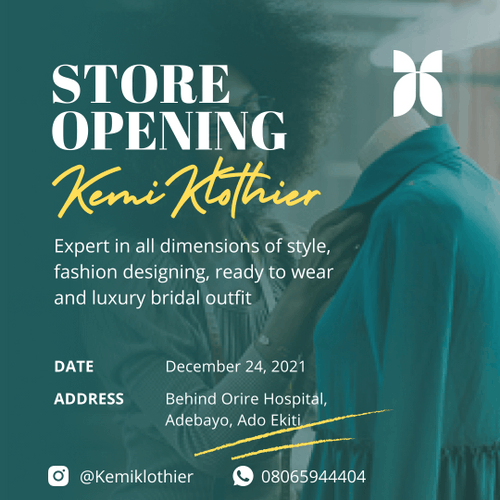 STORE
OPENING
Kemi Klothier
Expert in all dimensions of style,
fashion designing, ready to wear
and luxury bridal outfit
DATE December 24, 2021
ADDRESS Behind Orire Hospital,
Adebayo, Ado Ekiti
@Kemiklothier 08065944404